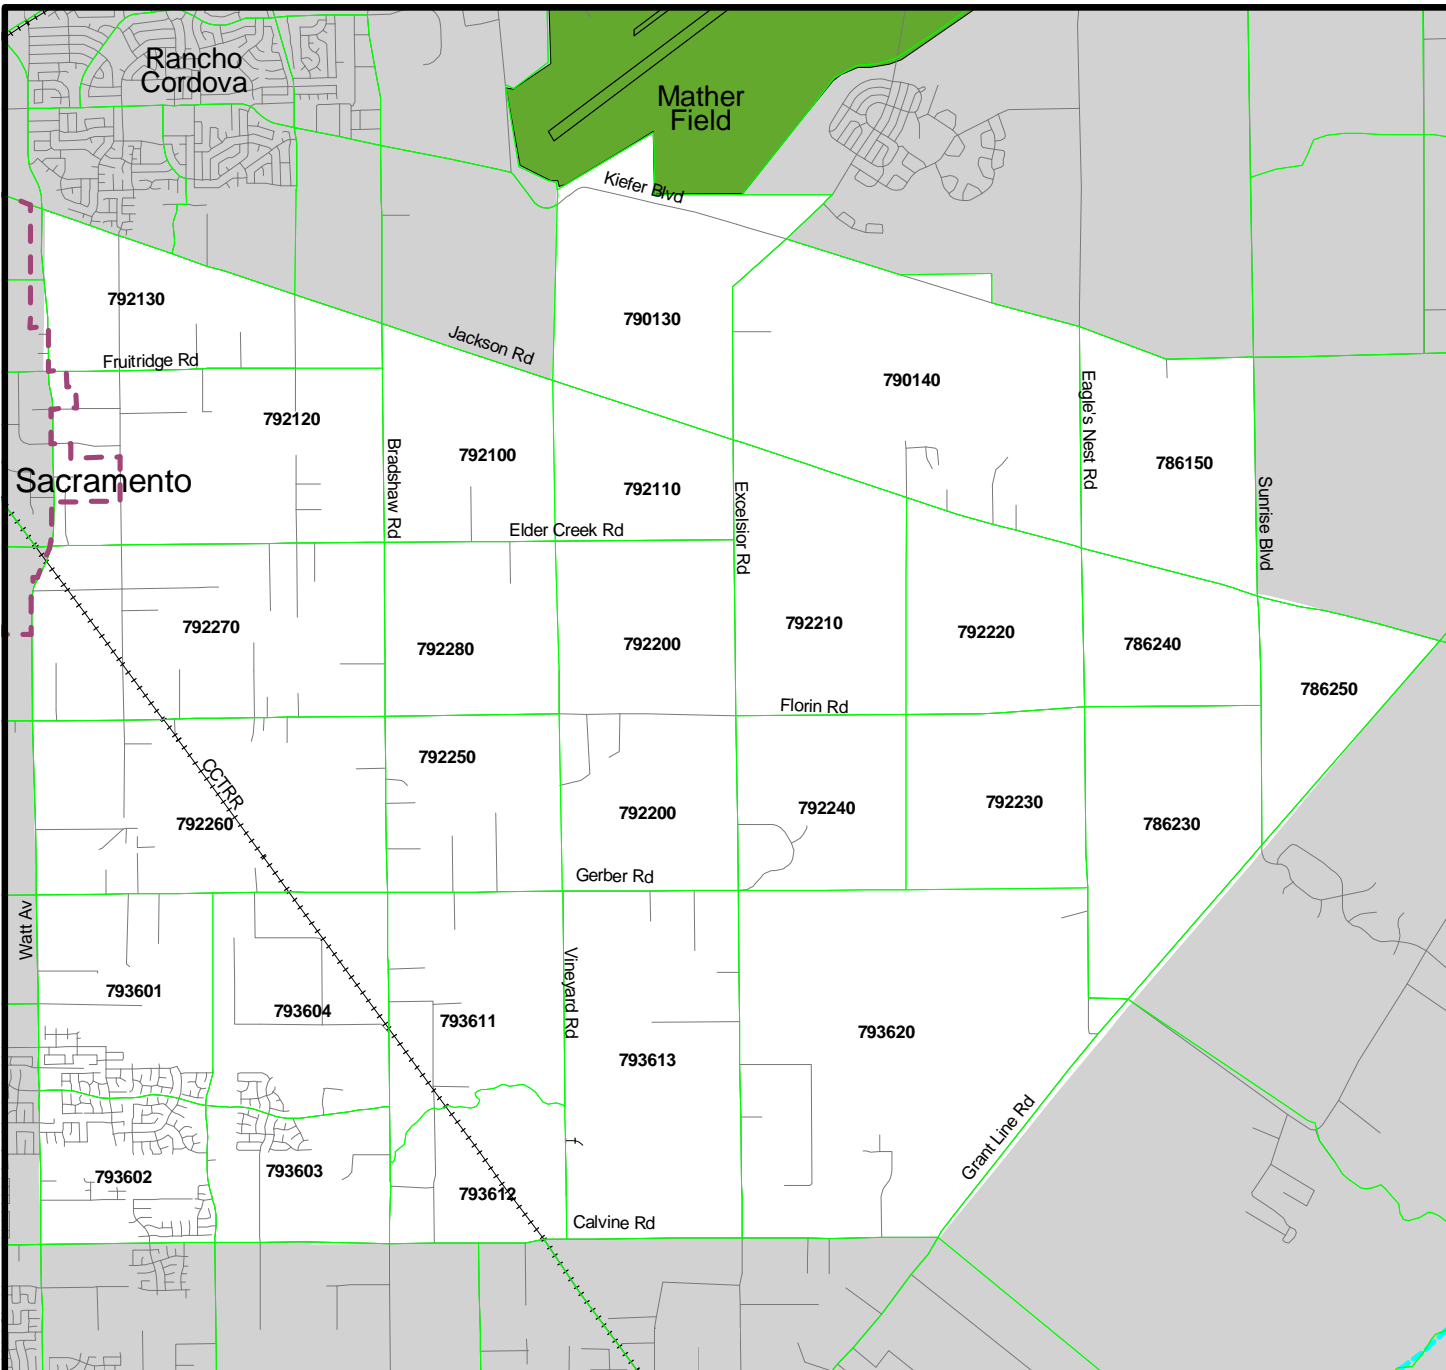 Rancho
Cordova
Mather
Field
Kiefer Blvd
792130
790130
Jackson Rd
Fruitridge Rd
790140
Eagle's Nest Rd
792120
Bradshaw Rd
792100
786150
Sacramento
792110
Excelsior Rd
Sunrise Blvd
Elder Creek Rd
792270
792280
792200
792210
792220
786240
786250
Florin Rd
792250
CCTRR
792260
792200
792240
792230
786230
Gerber Rd
Watt Av
793601
793604
793611
Vineyard Rd
793613
793620
Grant Line Rd
793602
793603
793612
Calvine Rd